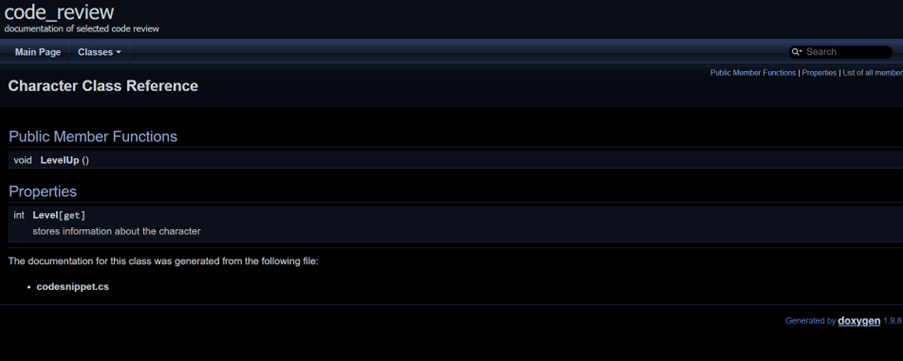 code_review
documentation of selected code review
Main Page Classes Search
Public Member Functions | Properties | List of all member
Character Class Reference
Public Member Functions
void LevelUp ()
Properties
int Level[get]
stores information about the character
The documentation for this class was generated from the following file:
• codesnippet.cs
Generated by doxygen 1.9.8